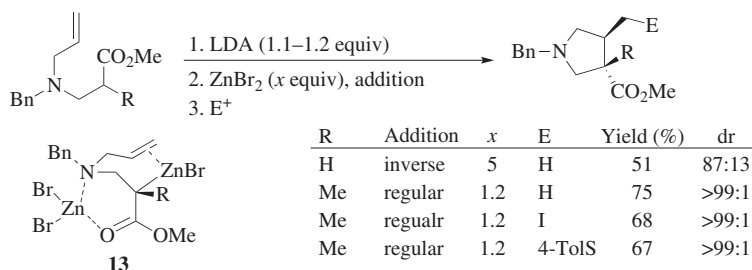 CO₂Me
N
Bn
R
1. LDA (1.1–1.2 equiv)
2. ZnBr₂ (x equiv), addition
3. E⁺
E
Bn N
R
CO₂Me
Bn
N
ZnBr
Br
Zn
Br
R
O
OMe
13
R Addition x E Yield (%) dr
H inverse 5 H 51 87:13
Me regular 1.2 H 75 >99:1
Me regualr 1.2 I 68 >99:1
Me regular 1.2 4-TolS 67 >99:1